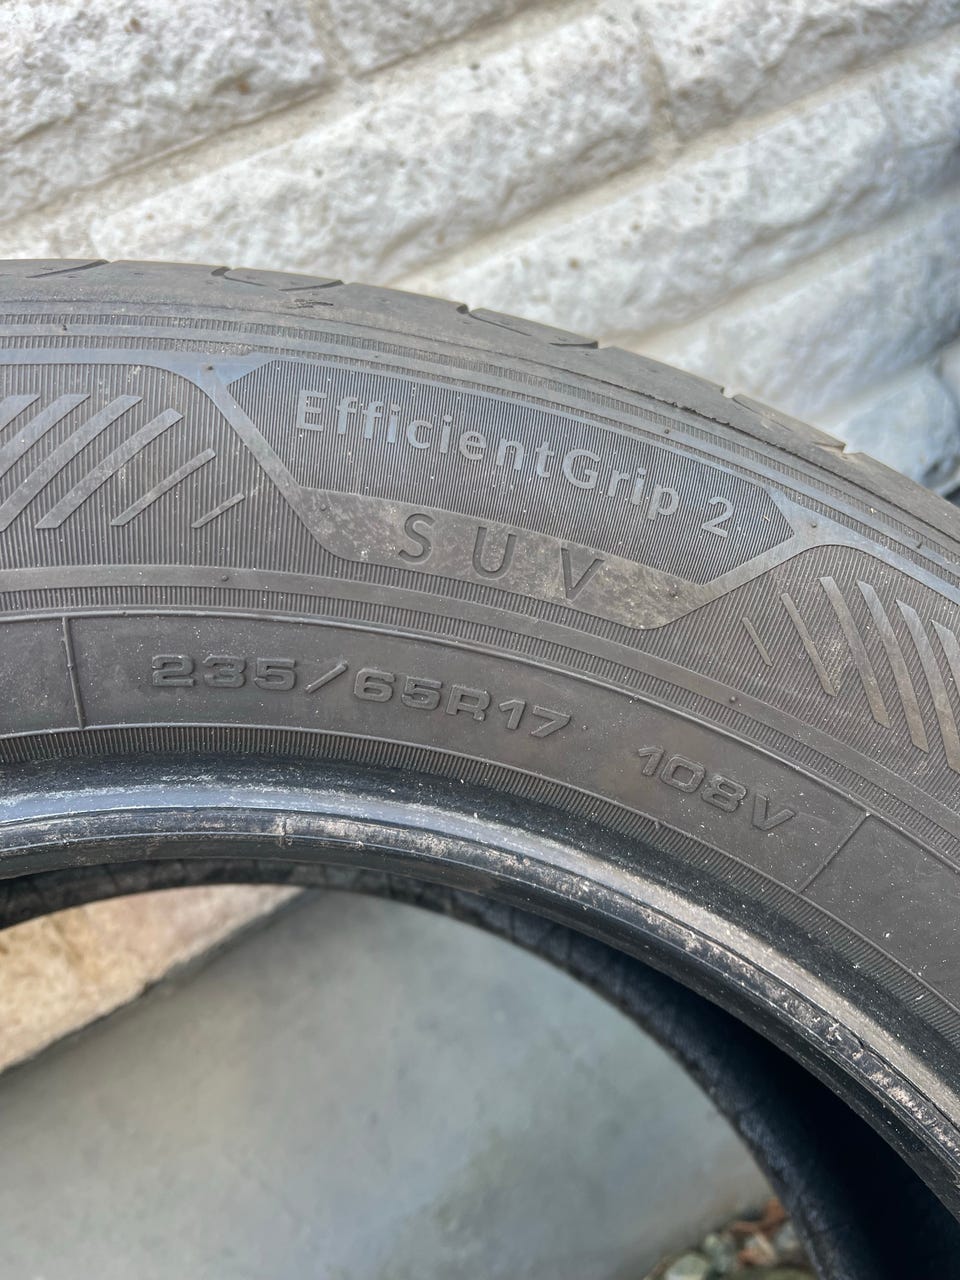 EfficientGrip 2
SUV
235/65R17 108V